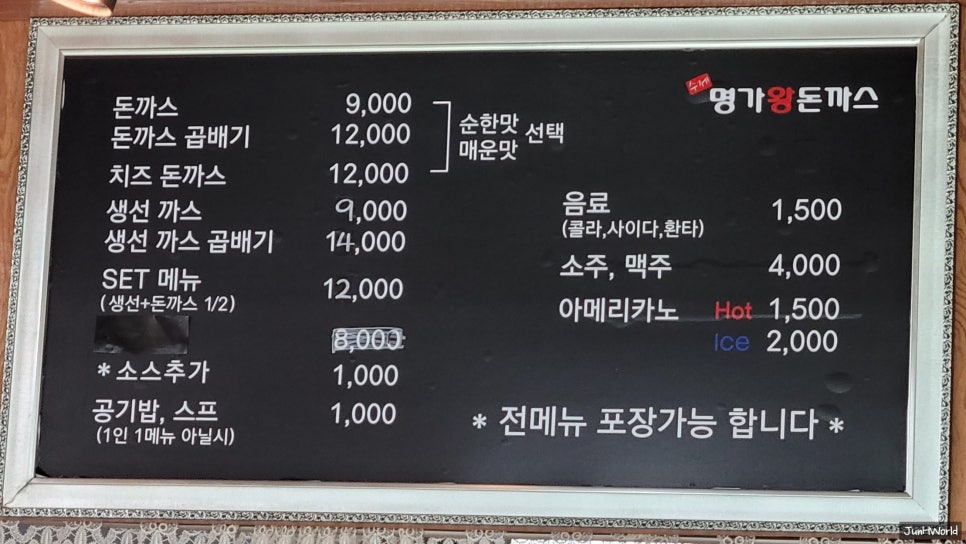 수제 명가왕돈까스
돈까스 9,000
돈까스 곱배기 12,000
치즈 돈까스 12,000
순한맛
매운맛
선택
생선 까스 9,000
생선 까스 곱배기 14,000
SET 메뉴 12,000
(생선+돈까스 1/2)
8,000
*소스추가 1,000
공기밥, 스프 1,000
(1인 1메뉴 아닐시)
음료 1,500
(콜라,사이다,환타)
소주, 맥주 4,000
아메리카노 Hot 1,500
Ice 2,000
* 전메뉴 포장가능 합니다 *
JunHWorld